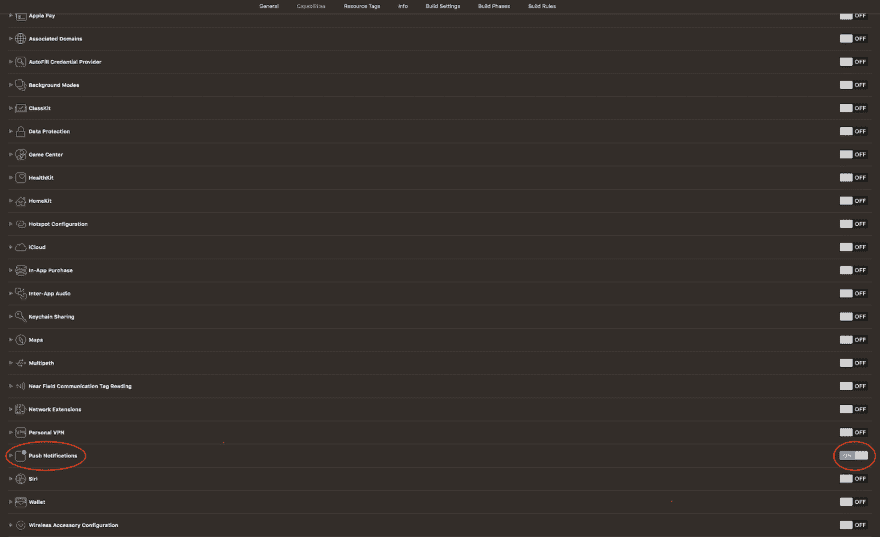 General Capabilities Resource Tags Info Build Settings Build Phases Build Rules
Apple Pay OFF
Associated Domains OFF
AutoFill Credential Provider OFF
Background Modes OFF
ClassKit OFF
Data Protection OFF
Game Center OFF
HealthKit OFF
HomeKit OFF
Hotspot Configuration OFF
iCloud OFF
In-App Purchase OFF
Inter-App Audio OFF
Keychain Sharing OFF
Maps OFF
Multipath OFF
Near Field Communication Tag Reading OFF
Network Extensions OFF
Personal VPN OFF
Push Notifications
Siri OFF
Wallet OFF
Wireless Accessory Configuration OFF